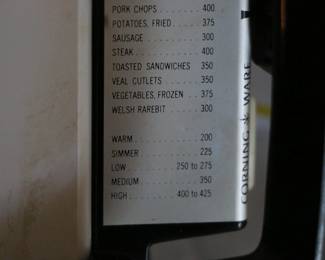 PORK CHOPS . . . . . . . 400
POTATOES, FRIED . . . . 375
SAUSAGE . . . . . . . . 300
STEAK . . . . . . . . . 400
TOASTED SANDWICHES 350
VEAL CUTLETS . . . . . 350
VEGETABLES, FROZEN . . 375
WELSH RAREBIT . . . . . 300
WARM . . . . . . . . . 200
SIMMER . . . . . . . . 225
LOW . . . . . . 250 to 275
MEDIUM . . . . . . . . 350
HIGH . . . . . . 400 to 425
CORNING WARE